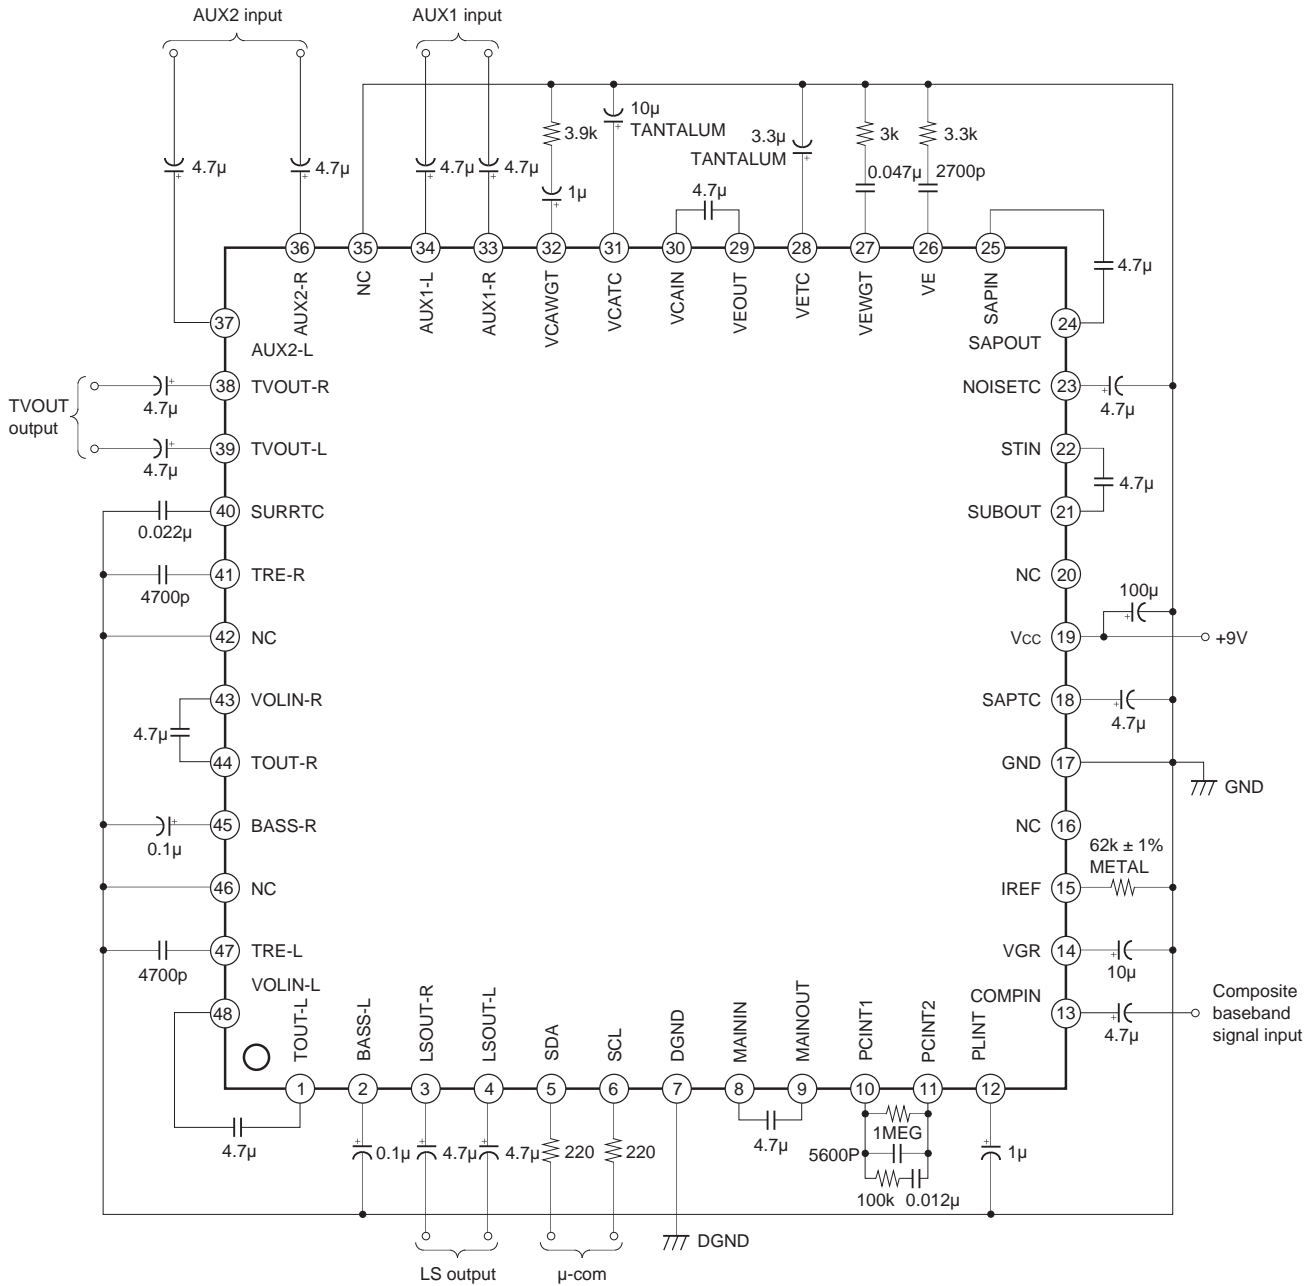 AUX2 input
AUX1 input
4.7µ
4.7µ
4.7µ
4.7µ
3.9k
1µ
10µ
TANTALUM
3.3µ
TANTALUM
4.7µ
3k
0.047µ
3.3k
2700p
4.7µ
36
35
34
33
32
31
30
29
28
27
26
25
AUX2-R
NC
AUX1-L
AUX1-R
VCAWGT
VCATC
VCAIN
VEOUT
VETC
VEWGT
VE
SAPIN
37
AUX2-L
24
SAPOUT
TVOUT
output
4.7µ
38
TVOUT-R
NOISETC
23
4.7µ
4.7µ
39
TVOUT-L
STIN
22
4.7µ
0.022µ
40
SURRTC
SUBOUT
21
4700p
41
TRE-R
NC
20
100µ
42
NC
Vcc
19
+9V
43
VOLIN-R
SAPTC
18
4.7µ
4.7µ
44
TOUT-R
GND
17
GND
0.1µ
45
BASS-R
NC
16
62k ± 1%
METAL
46
NC
IREF
15
4700p
47
TRE-L
VGR
14
10µ
VOLIN-L
48
COMPIN
13
4.7µ
Composite
baseband
signal input
TOUT-L
BASS-L
LSOUT-R
LSOUT-L
SDA
SCL
DGND
MAININ
MAINOUT
PCINT1
PCINT2
PLINT
1
2
3
4
5
6
7
8
9
10
11
12
4.7µ
0.1µ
4.7µ
4.7µ
220
220
4.7µ
1MEG
5600P
100k
0.012µ
1µ
DGND
LS output
µ-com